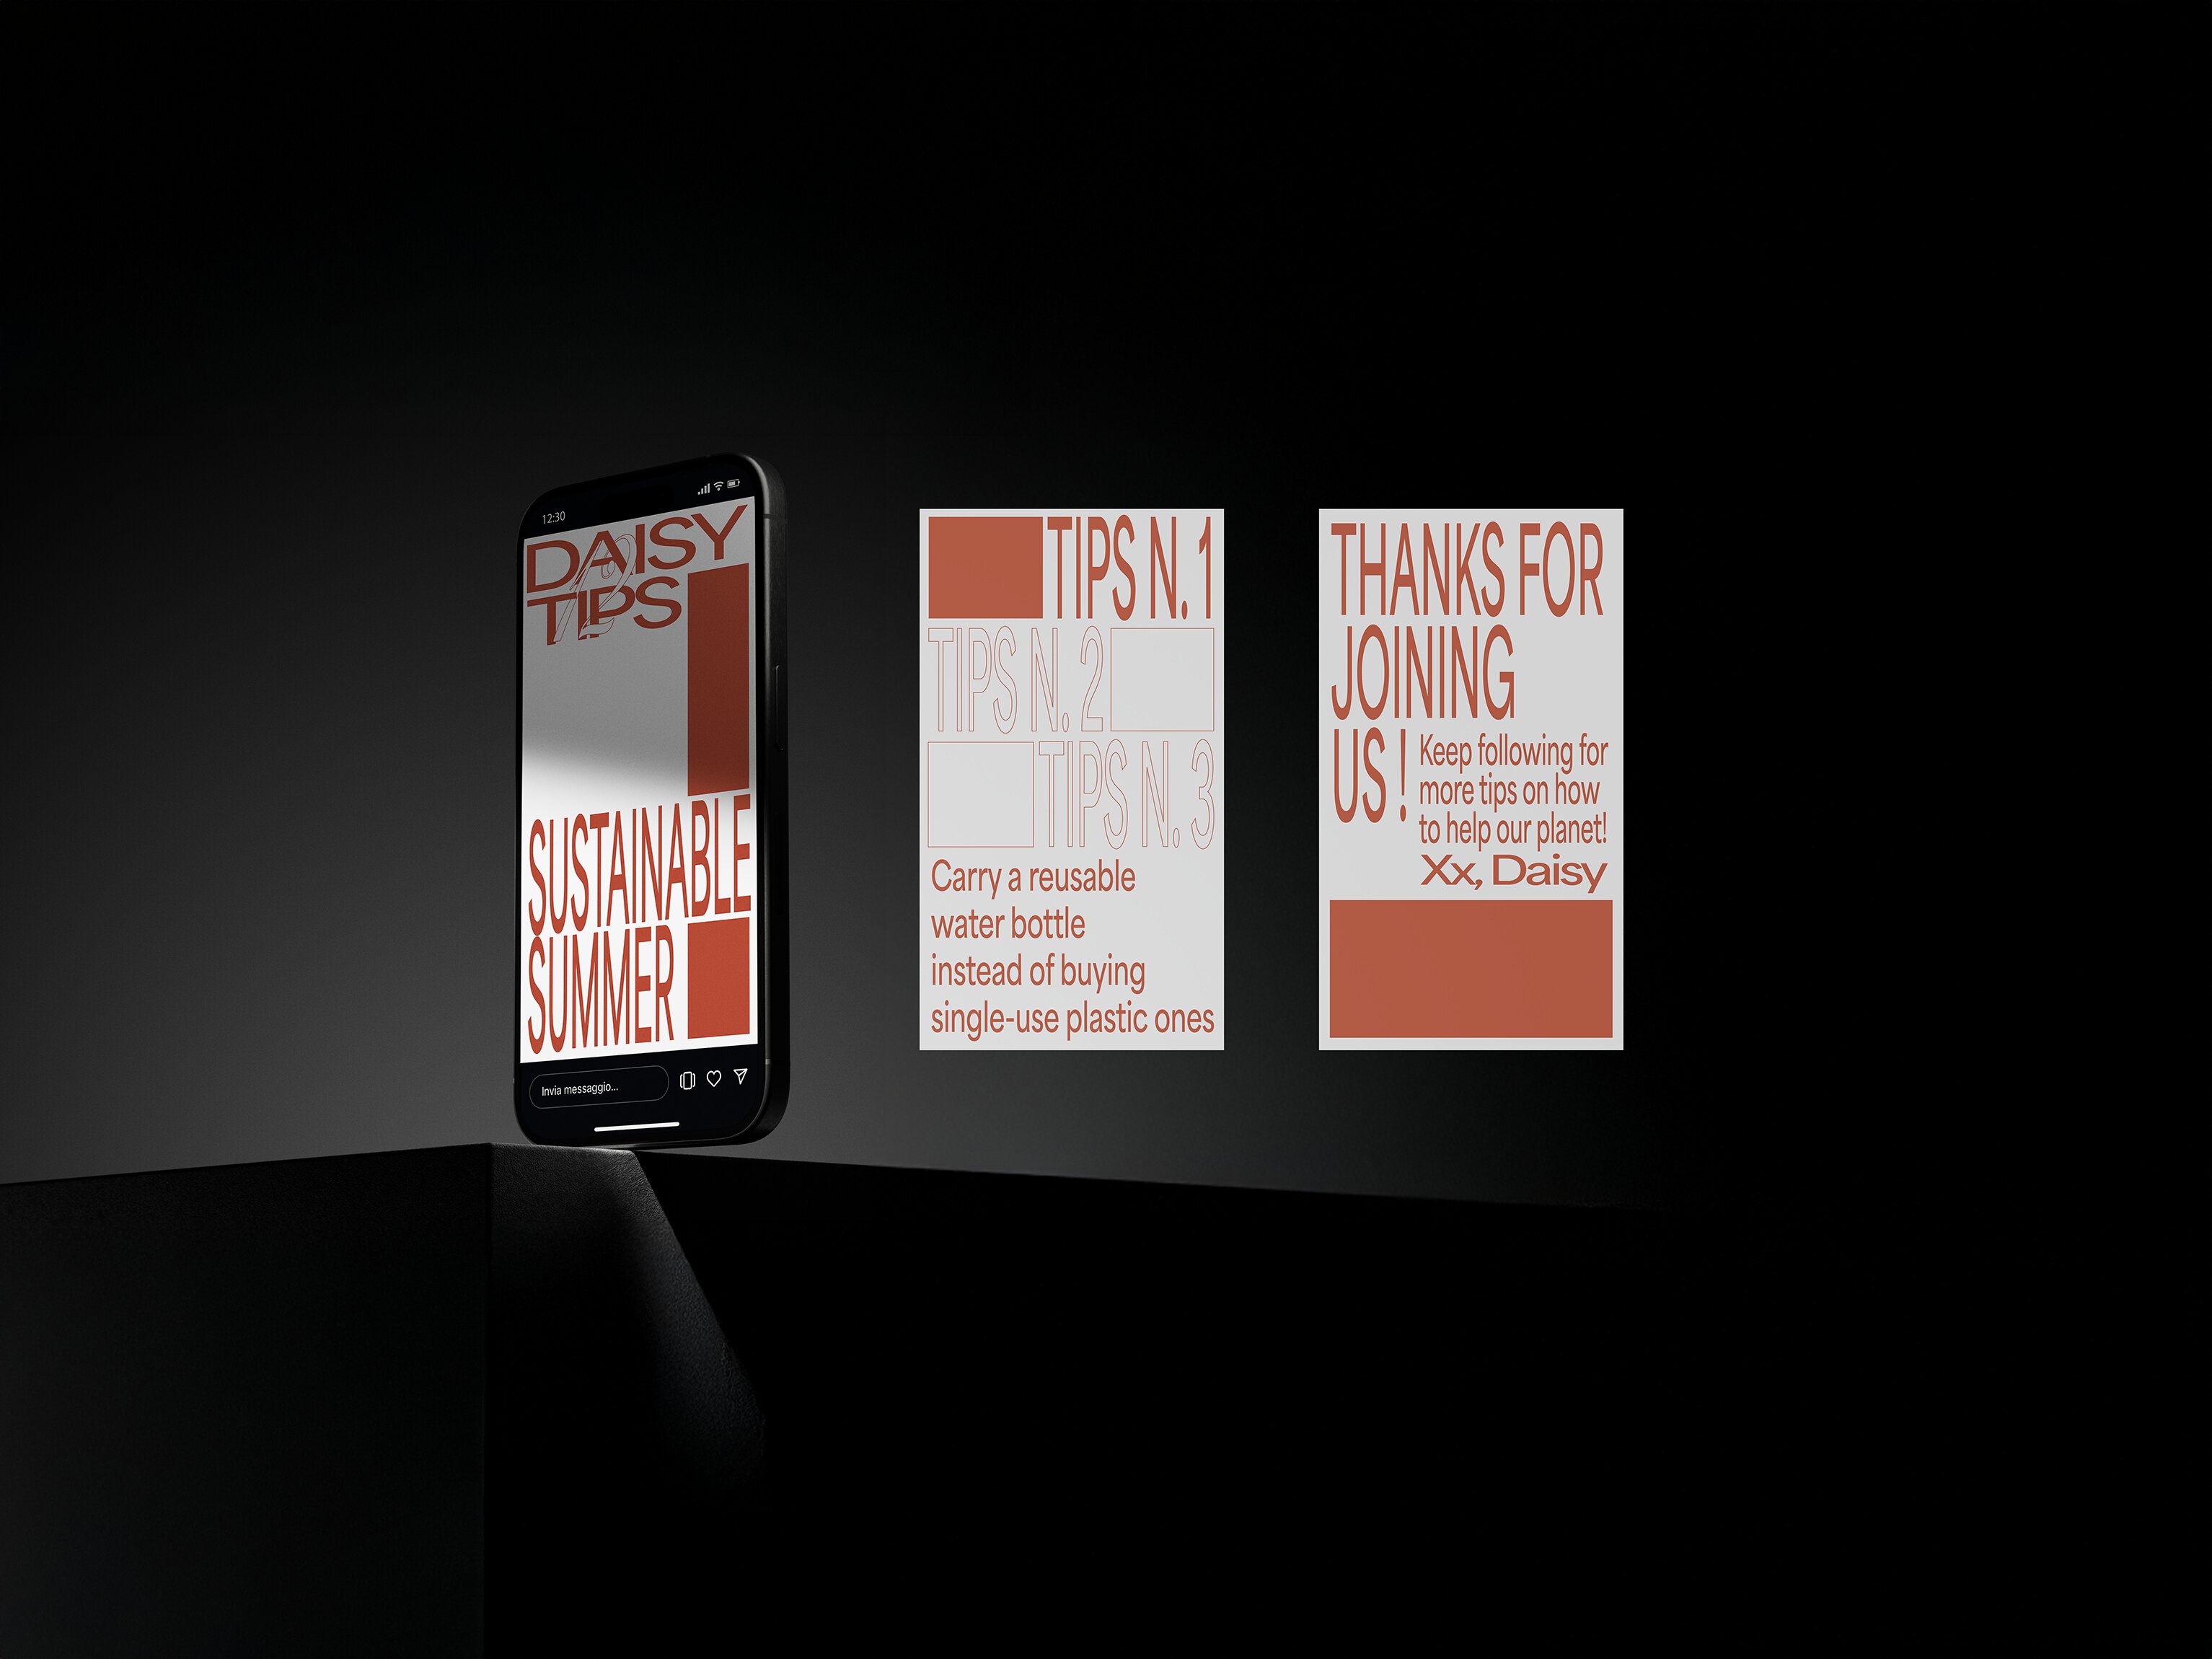 12:30
DAISY
TIPS
SUSTAINABLE
SUMMER
Invia messaggio...
TIPS N. 1
TIPS N. 2
TIPS N. 3
Carry a reusable
water bottle
instead of buying
single-use plastic ones
THANKS FOR
JOINING
US !
Keep following for
more tips on how
to help our planet!
Xx, Daisy